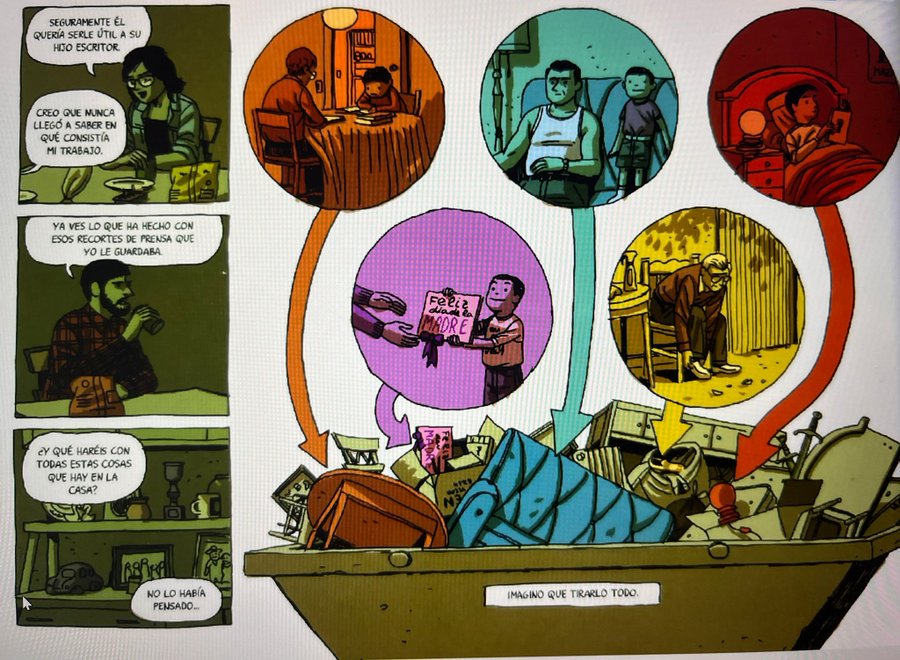 SEGURAMENTE ÉL
QUERÍA SERLE ÚTIL A SU
HIJO ESCRITOR.
CREO QUE NUNCA
LLEGÓ A SABER EN
QUÉ CONSISTÍA
MI TRABAJO.
YA VES LO QUE HA HECHO CON
ESOS RECORTES DE PRENSA QUE
YO LE GUARDABA.
¿Y QUÉ HARÉIS CON
TODAS ESTAS COSAS
QUE HAY EN LA
CASA?
NO LO HABÍA
PENSADO...
FELIZ
día de la
MADRE
MADRE
IMAGINO QUE TIRARLO TODO.